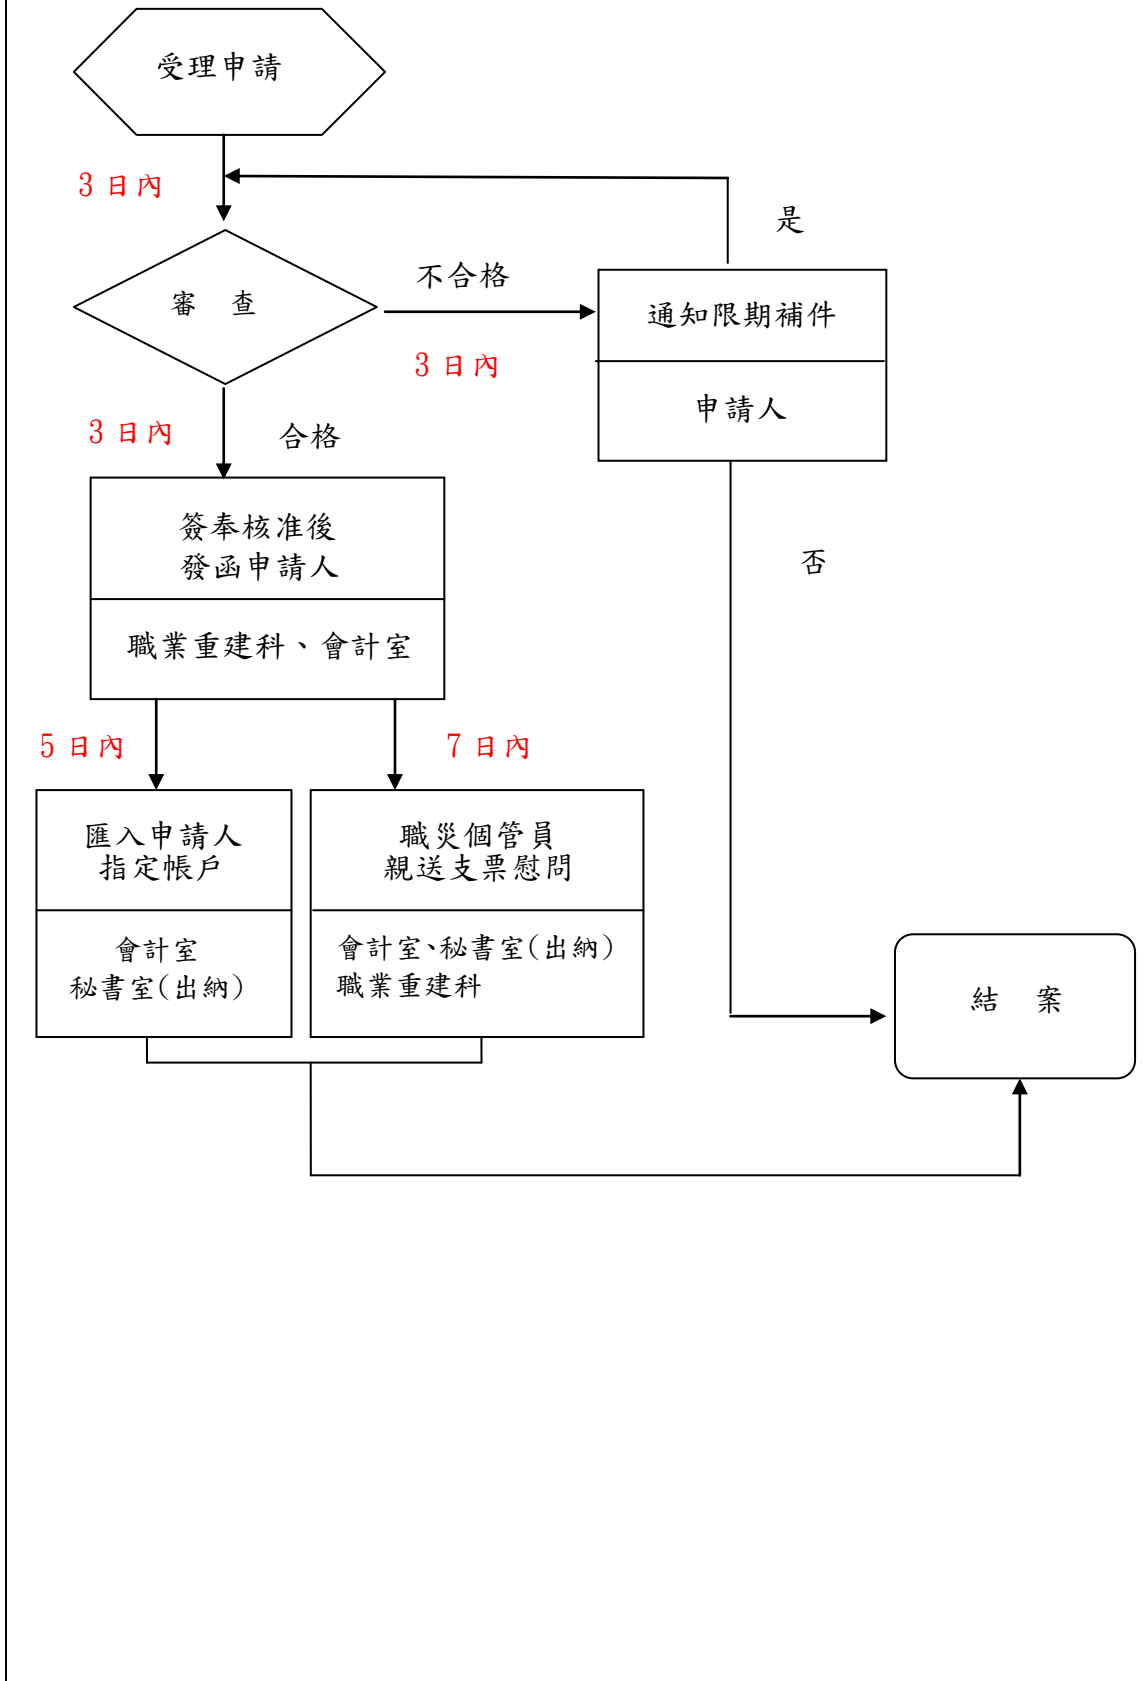 受理申請
3日內
是
不合格
審 查
通知限期補件
3日內
申請人
3日內
合格
簽奉核准後
發函申請人
否
職業重建科、會計室
5日內
7日內
匯入申請人
指定帳戶
職災個管員
親送支票慰問
會計室
秘書室(出納)
會計室、秘書室(出納)
職業重建科
結 案